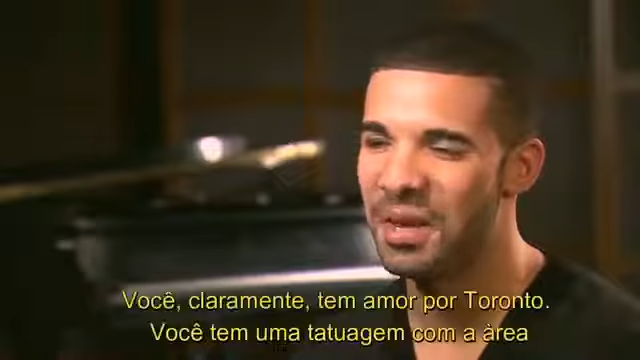 Você, claramente, tem amor por Toronto.
Você tem uma tatuagem com a área